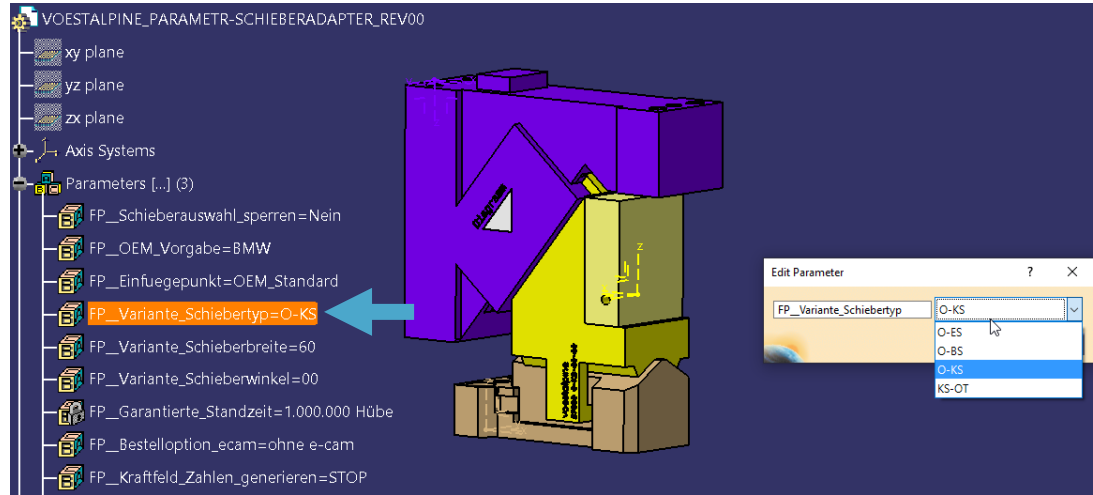 VOESTALPINE_PARAMETR-SCHIEBERADAPTER_REV00
xy plane
yz plane
zx plane
Axis Systems
Parameters [...] (3)
FP__Schieberauswahl_sperren=Nein
FP__OEM_Vorgabe=BMW
FP__Einfuegepunkt=OEM_Standard
FP__Variante_Schiebertyp=O-KS
FP__Variante_Schieberbreite=60
FP__Variante_Schieberwinkel=00
FP__Garantierte_Standzeit=1.000.000 Hübe
FP__Bestelloption_ecam=ohne e-cam
FP__Kraftfeld_Zahlen_generieren=STOP
Diagramm
z
voestalpine
Edit Parameter
?
FP__Variante_Schiebertyp
O-KS
O-ES
O-BS
O-KS
KS-OT